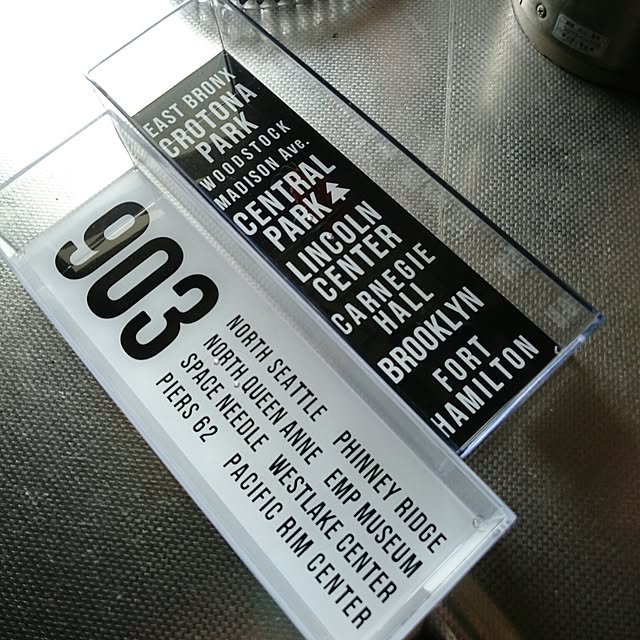 EAST BRONX
CROTONA
PARK
WOODSTOCK
MADISON Ave.
CENTRAL
PARK
LINCOLN
CENTER
CARNEGIE
HALL
BROOKLYN
FORT
HAMILTON
903
NORTH SEATTLE PHINNEY RIDGE
NORTH QUEEN ANNE EMP MUSEUM
SPACE NEEDLE WESTLAKE CENTER
PIERS 62 PACIFIC RIM CENTER